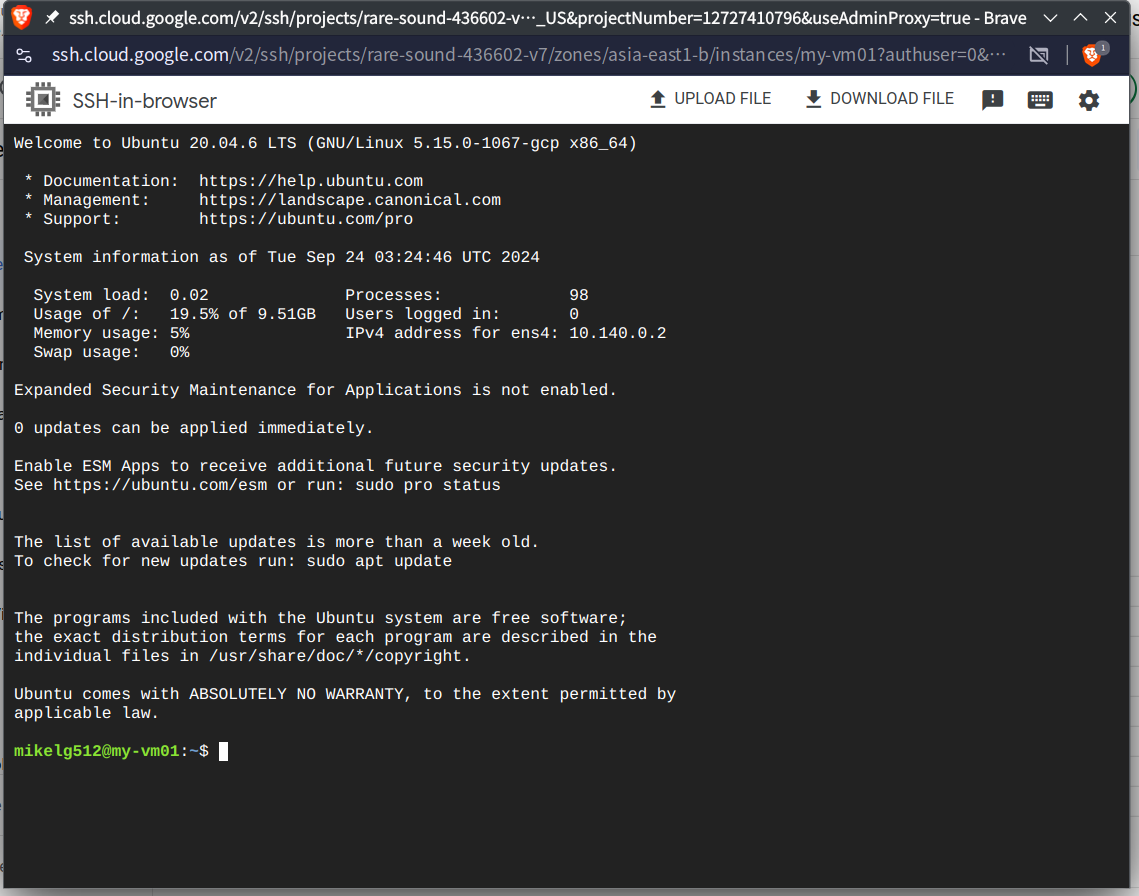 ssh.cloud.google.com/v2/ssh/projects/rare-sound-436602-v···_US&projectNumber=12727410796&useAdminProxy=true - Brave
ssh.cloud.google.com/v2/ssh/projects/rare-sound-436602-v7/zones/asia-east1-b/instances/my-vm01?authuser=0&···
1
SSH-in-browser
UPLOAD FILE
DOWNLOAD FILE
Welcome to Ubuntu 20.04.6 LTS (GNU/Linux 5.15.0-1067-gcp x86_64)
* Documentation:  https://help.ubuntu.com
* Management:     https://landscape.canonical.com
* Support:        https://ubuntu.com/pro
System information as of Tue Sep 24 03:24:46 UTC 2024
System load:  0.02              Processes:             98
Usage of /:   19.5% of 9.51GB   Users logged in:       0
Memory usage: 5%                IPv4 address for ens4: 10.140.0.2
Swap usage:   0%
Expanded Security Maintenance for Applications is not enabled.
0 updates can be applied immediately.
Enable ESM Apps to receive additional future security updates.
See https://ubuntu.com/esm or run: sudo pro status
The list of available updates is more than a week old.
To check for new updates run: sudo apt update
The programs included with the Ubuntu system are free software;
the exact distribution terms for each program are described in the
individual files in /usr/share/doc/*/copyright.
Ubuntu comes with ABSOLUTELY NO WARRANTY, to the extent permitted by
applicable law.
mikelg512@my-vm01:~$